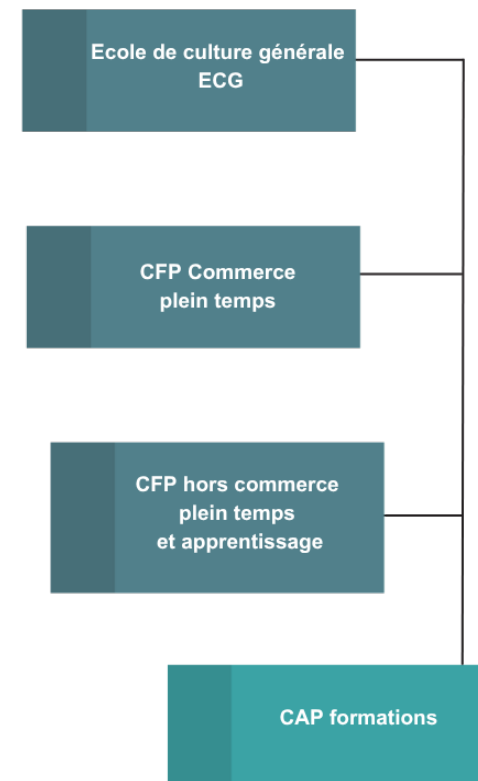 Ecole de culture générale
ECG
CFP Commerce
plein temps
CFP hors commerce
plein temps
et apprentissage
CAP formations